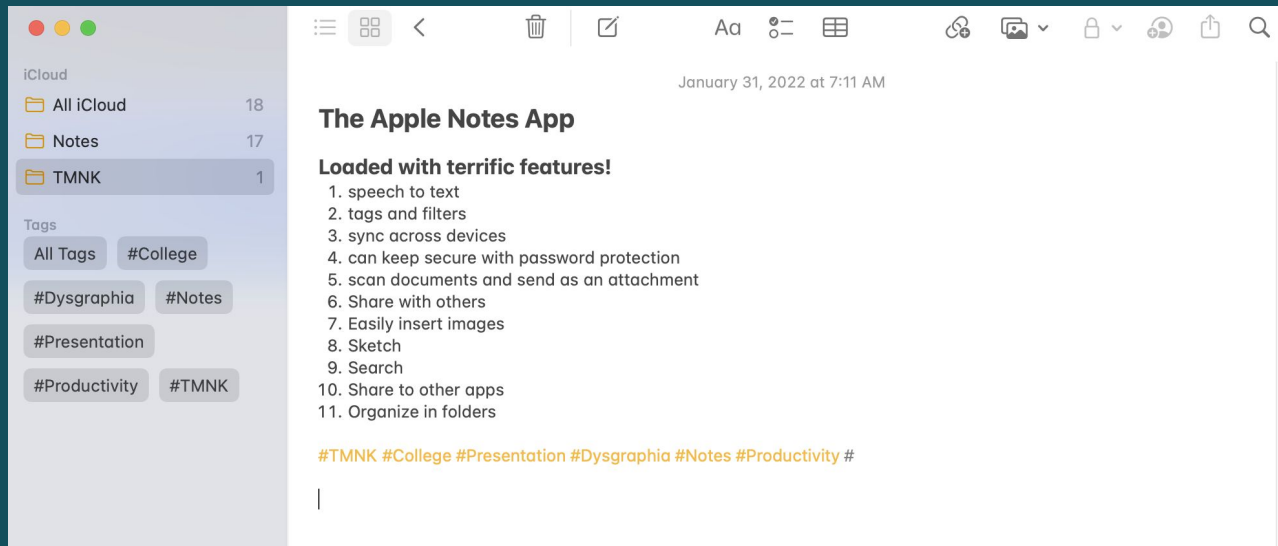 iCloud
All iCloud 18
Notes 17
TMNK 1
Tags
All Tags #College
#Dysgraphia #Notes
#Presentation
#Productivity #TMNK
Aa
January 31, 2022 at 7:11 AM
The Apple Notes App
Loaded with terrific features!
1. speech to text
2. tags and filters
3. sync across devices
4. can keep secure with password protection
5. scan documents and send as an attachment
6. Share with others
7. Easily insert images
8. Sketch
9. Search
10. Share to other apps
11. Organize in folders
#TMNK #College #Presentation #Dysgraphia #Notes #Productivity #